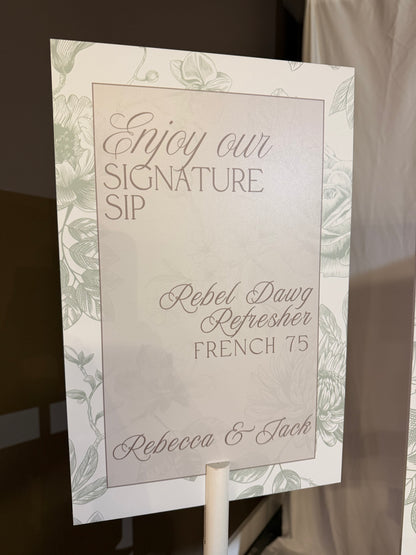 Enjoy our
SIGNATURE
SIP
Rebel Dawg
Refresher
FRENCH 75
Rebecca & Jack